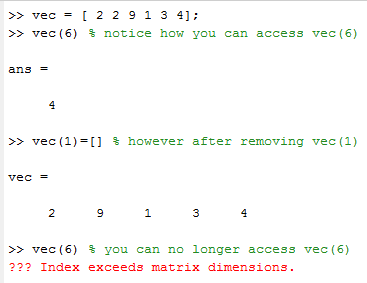 >> vec = [ 2 2 9 1 3 4];
>> vec(6) % notice how you can access vec(6)
ans =
4
>> vec(1)=[] % however after removing vec(1)
vec =
2 9 1 3 4
>> vec(6) % you can no longer access vec(6)
??? Index exceeds matrix dimensions.